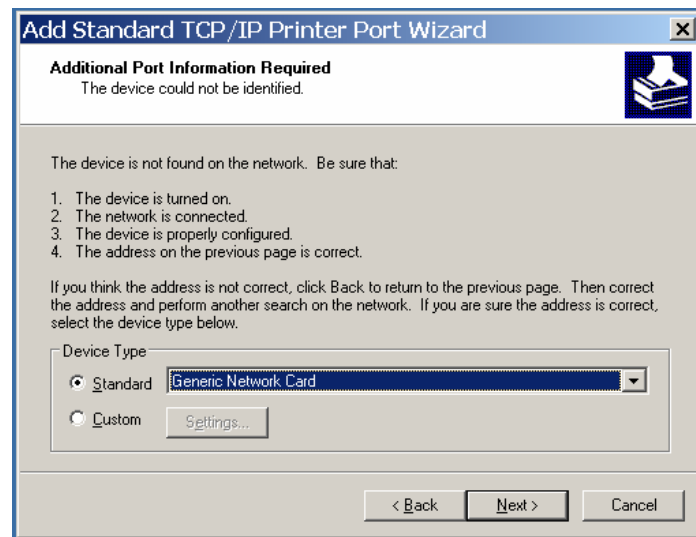 Add Standard TCP/IP Printer Port Wizard
Additional Port Information Required
The device could not be identified.
The device is not found on the network.  Be sure that:
1.  The device is turned on.
2.  The network is connected.
3.  The device is properly configured.
4.  The address on the previous page is correct.
If you think the address is not correct, click Back to return to the previous page.  Then correct
the address and perform another search on the network.  If you are sure the address is correct,
select the device type below.
Device Type
Standard Generic Network Card
Custom Settings...
< Back Next > Cancel